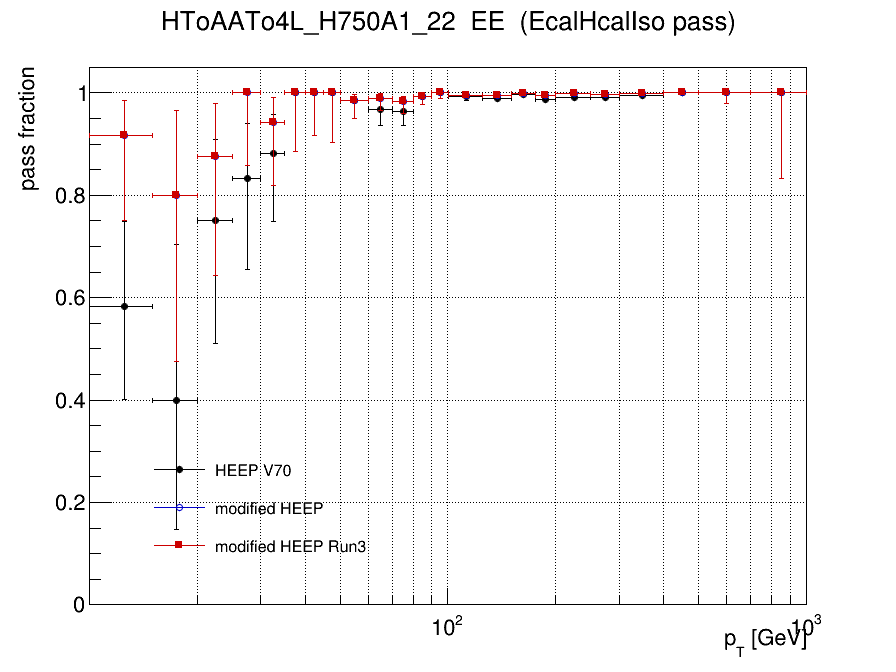 HToAATo4L_H750A1_22 EE (EcalHcalIso pass)
pass fraction
1
0.8
0.6
0.4
0.2
0
HEEP V70
modified HEEP
modified HEEP Run3
10²
10³
p_T [GeV]